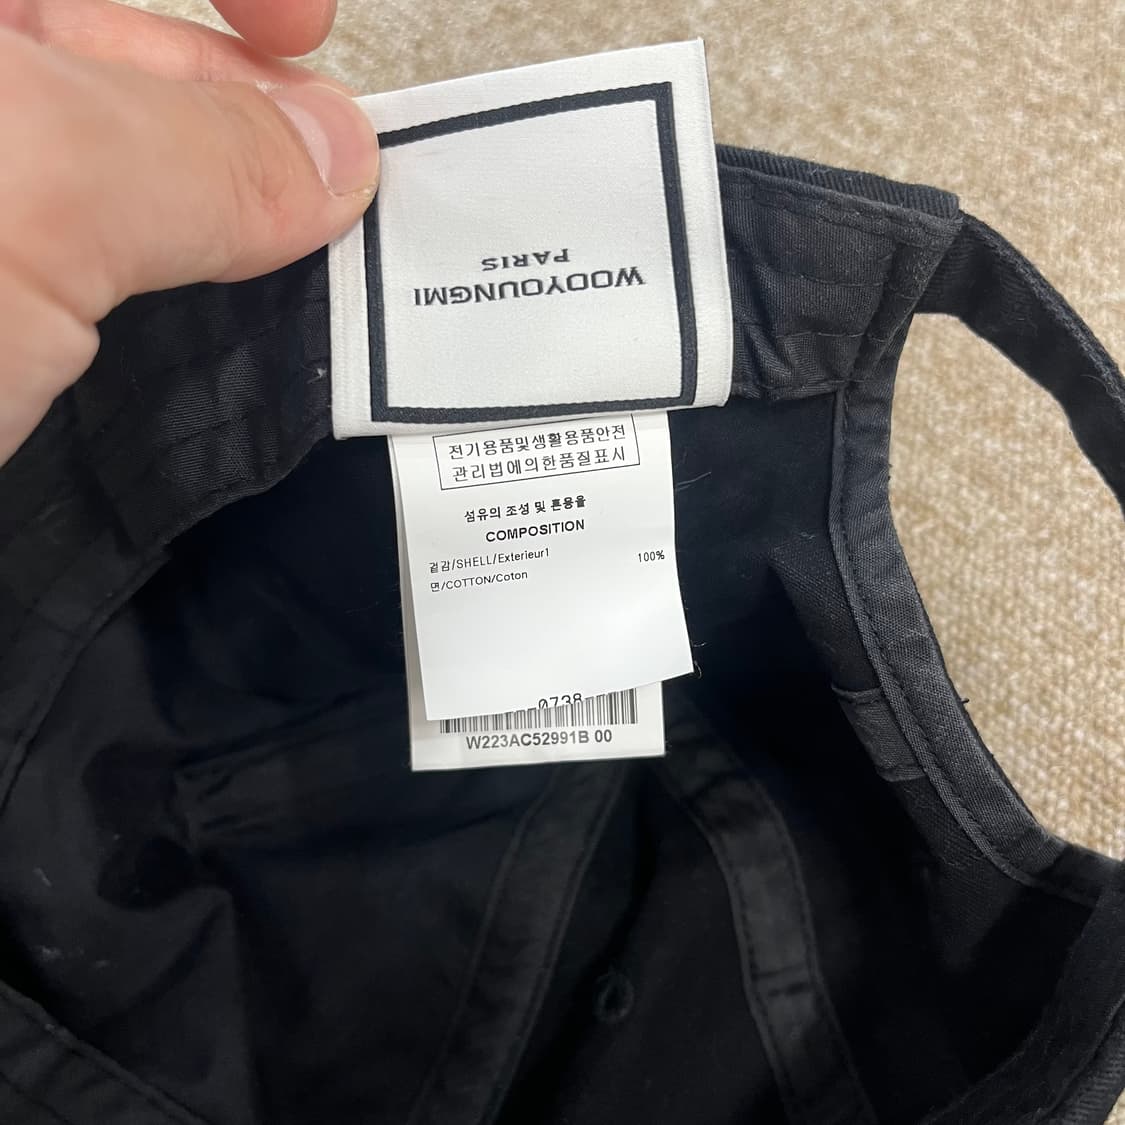 WOOYOUNGMI
PARIS
전기용품및생활용품안전
관리법에의한품질표시
섬유의 조성 및 혼용율
COMPOSITION
겉감/SHELL/Exterieur1 100%
면/COTTON/Coton
0738
W223AC52991B 00